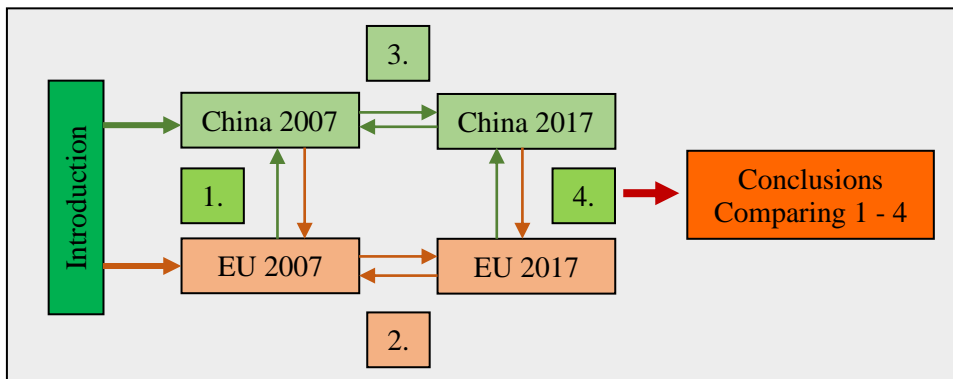 3.
Introduction
China 2007
China 2017
1.
4.
Conclusions
Comparing 1 - 4
EU 2007
EU 2017
2.